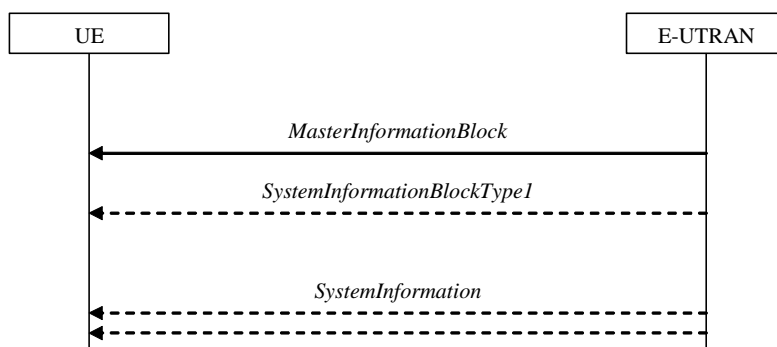 UE
E-UTRAN
MasterInformationBlock
SystemInformationBlockType1
SystemInformation